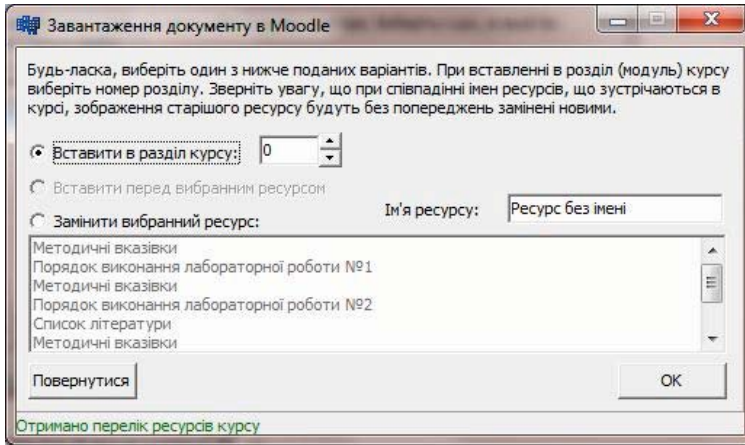 Завантаження документу в Moodle
Будь-ласка, виберіть один з нижче поданих варіантів. При вставленні в розділ (модуль) курсу
виберіть номер розділу. Зверніть увагу, що при співпадінні імен ресурсів, що зустрічаються в
курсі, зображення старішого ресурсу будуть без попереджень замінені новими.
Вставити в раздiл курсу: 0
Вставити перед вибранним ресурсом
Замінити вибранний ресурс:
Ім'я ресурсу: Ресурс без імені
Методичні вказівки
Порядок виконання лабораторної роботи №1
Методичні вказівки
Порядок виконання лабораторної роботи №2
Список літератури
Методичні вказівки
Повернутися
OK
Отримано перелік ресурсів курсу